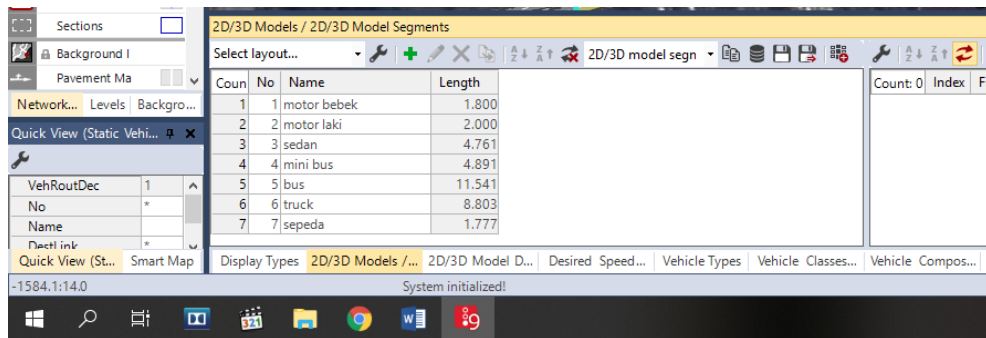 Sections
Background I
Pavement Ma
Network... Levels Backgro...
Quick View (Static Vehi...
VehRoutDec 1
No *
Name
DestLink *
Quick View (St... Smart Map
2D/3D Models / 2D/3D Model Segments
Select layout... 2D/3D model segn
Coun No Name Length
1 1 motor bebek 1.800
2 2 motor laki 2.000
3 3 sedan 4.761
4 4 mini bus 4.891
5 5 bus 11.541
6 6 truck 8.803
7 7 sepeda 1.777
Count: 0 Index F
Display Types 2D/3D Models /... 2D/3D Model D... Desired Speed... Vehicle Types Vehicle Classes... Vehicle Compos...
-1584.1:14.0 System initialized!
321
W
9